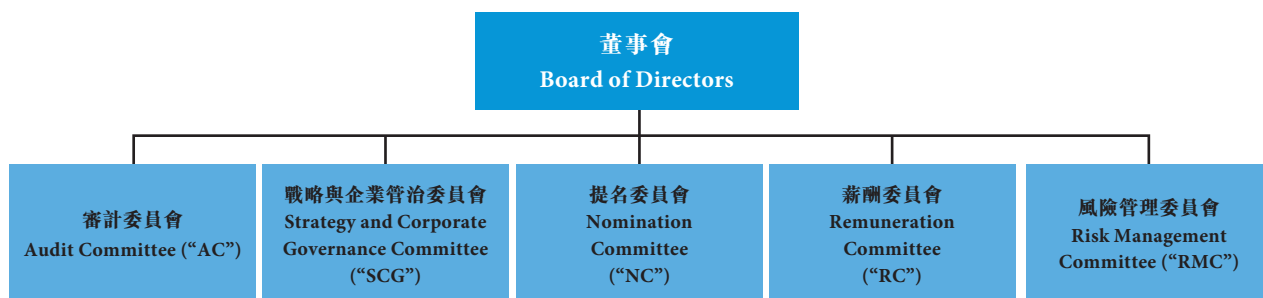 董事會
Board of Directors
審計委員會
Audit Committee (“AC”)
戰略與企業管治委員會
Strategy and Corporate
Governance Committee
(“SCG”)
提名委員會
Nomination
Committee
(“NC”)
薪酬委員會
Remuneration
Committee
(“RC”)
風險管理委員會
Risk Management
Committee (“RMC”)